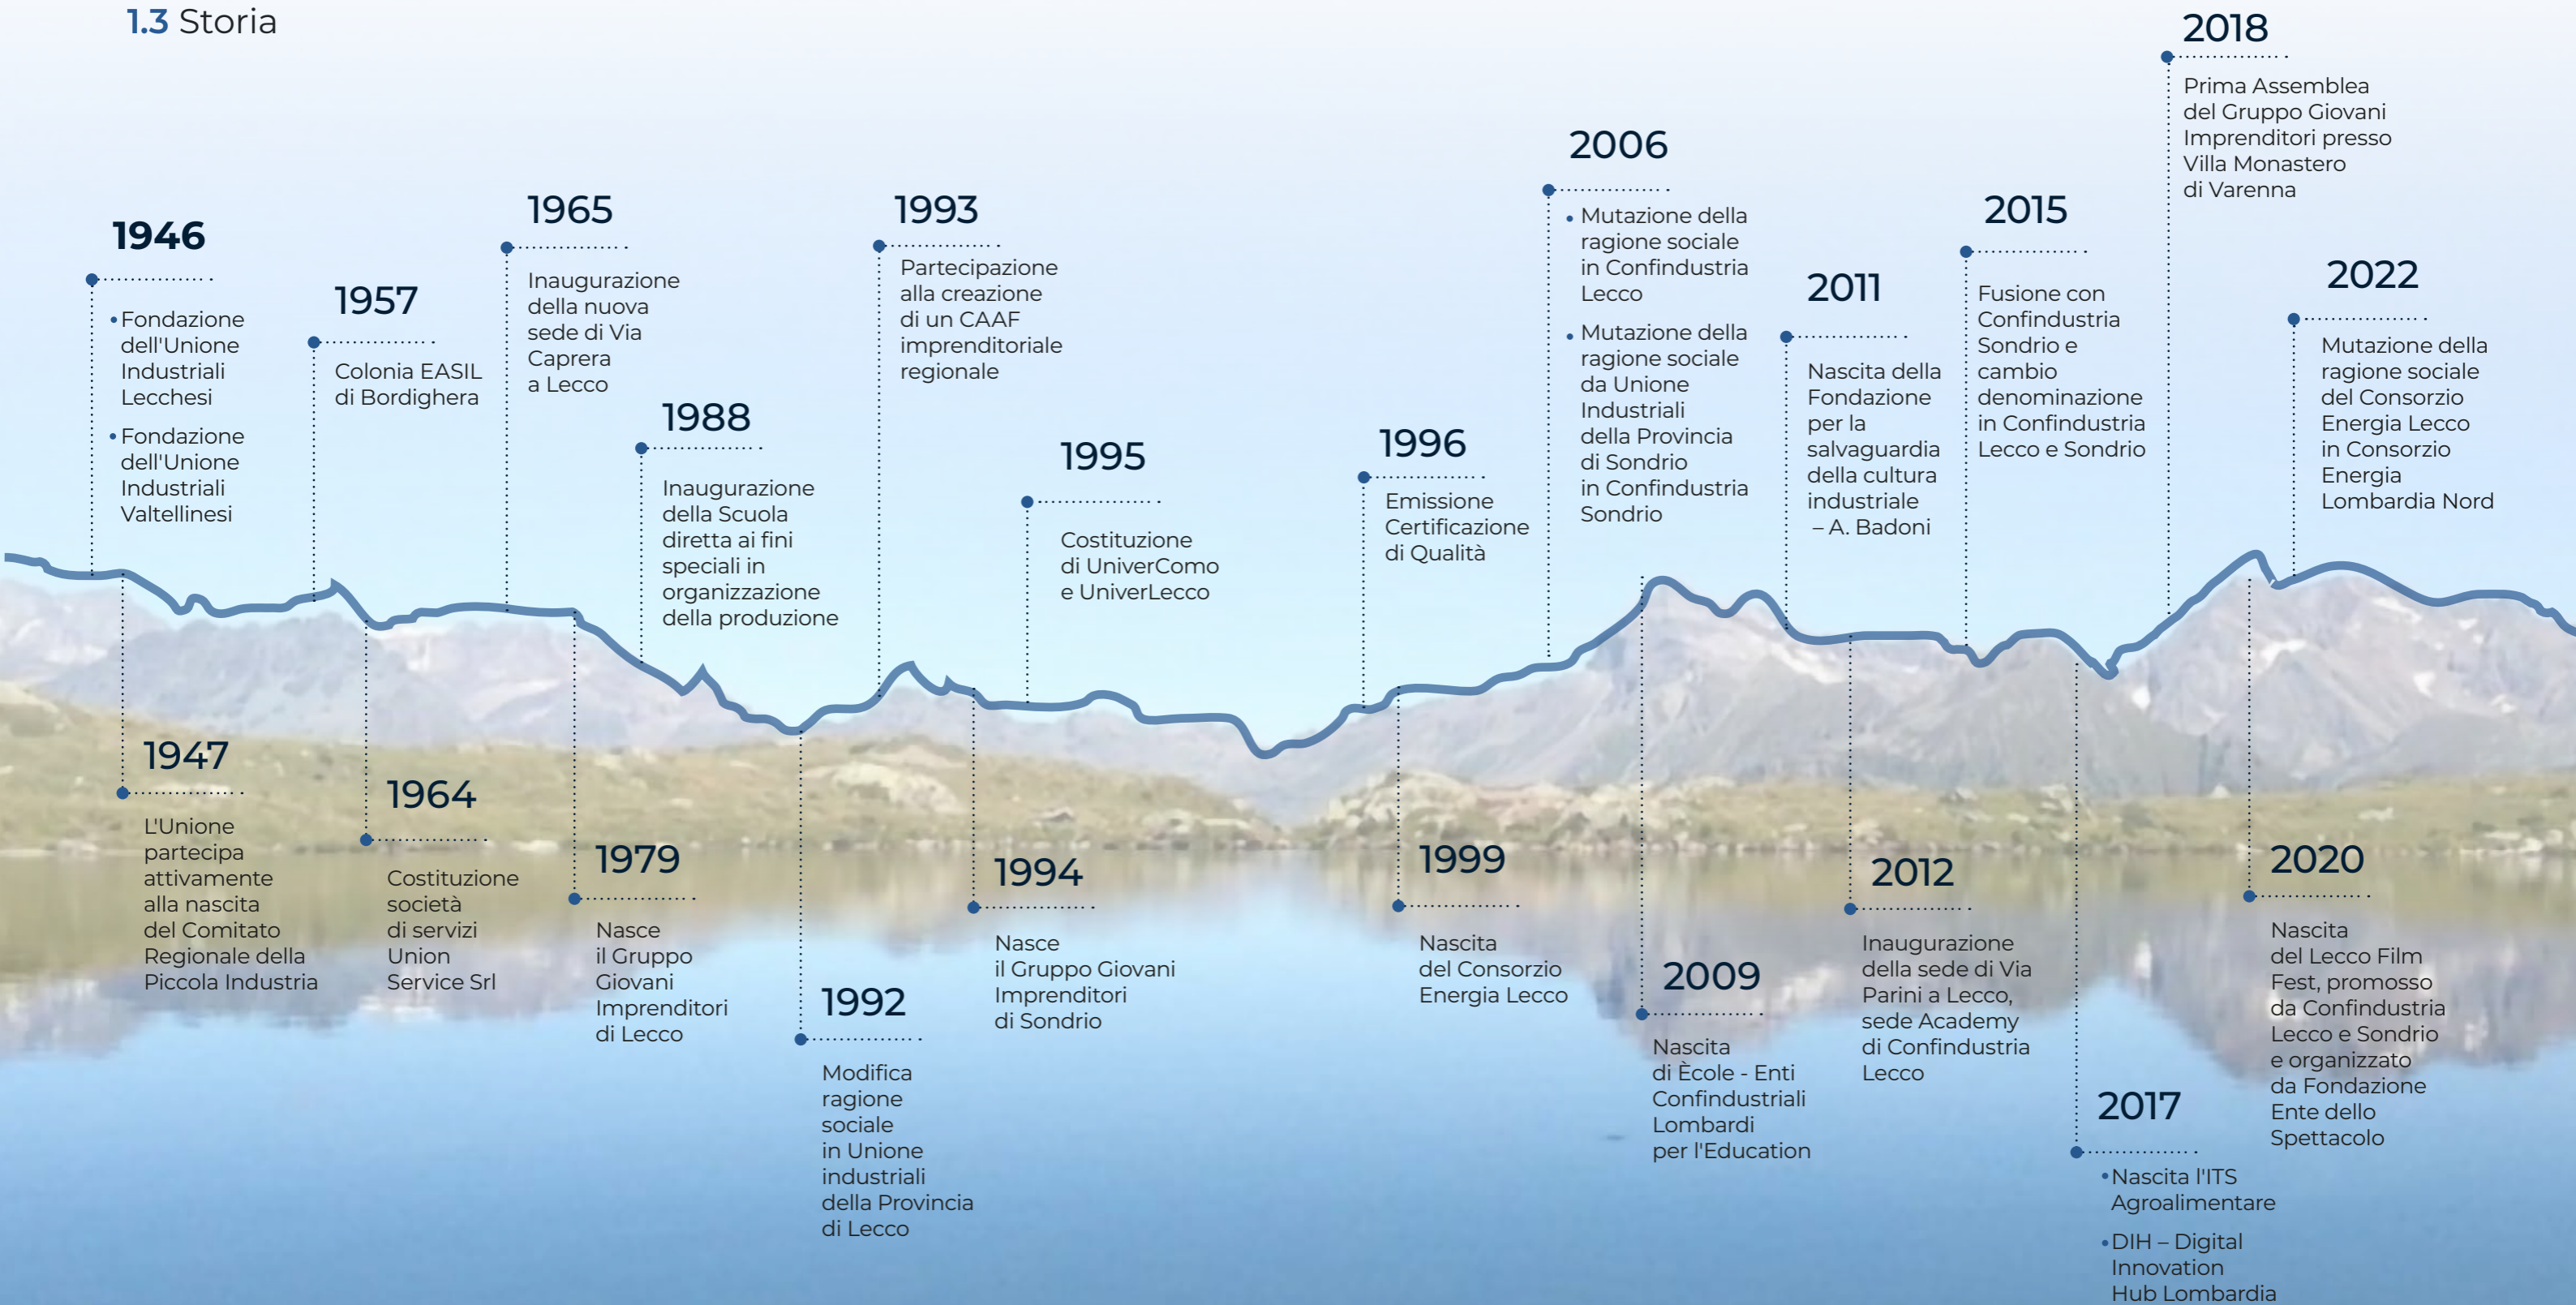 1.3 Storia
1946
•Fondazione
dell'Unione
Industriali
Lecchesi
•Fondazione
dell'Unione
Industriali
Valtellinesi
1947
L'Unione
partecipa
attivamente
alla nascita
del Comitato
Regionale della
Piccola Industria
1957
Colonia EASIL
di Bordighera
1964
Costituzione
società
di servizi
Union
Service Srl
1965
Inaugurazione
della nuova
sede di Via
Caprera
a Lecco
1979
Nasce
il Gruppo
Giovani
Imprenditori
di Lecco
1988
Inaugurazione
della Scuola
diretta ai fini
speciali in
organizzazione
della produzione
1992
Modifica
ragione
sociale
in Unione
industriali
della Provincia
di Lecco
1993
Partecipazione
alla creazione
di un CAAF
imprenditoriale
regionale
1994
Nasce
il Gruppo Giovani
Imprenditori
di Sondrio
1995
Costituzione
di UniverComo
e UniverLecco
1996
Emissione
Certificazione
di Qualità
1999
Nascita
del Consorzio
Energia Lecco
2006
• Mutazione della
ragione sociale
in Confindustria
Lecco
• Mutazione della
ragione sociale
da Unione
Industriali
della Provincia
di Sondrio
in Confindustria
Sondrio
2009
Nascita
di Ècole - Enti
Confindustriali
Lombardi
per l'Education
2011
Nascita della
Fondazione
per la
salvaguardia
della cultura
industriale
– A. Badoni
2012
Inaugurazione
della sede di Via
Parini a Lecco,
sede Academy
di Confindustria
Lecco
2015
Fusione con
Confindustria
Sondrio e
cambio
denominazione
in Confindustria
Lecco e Sondrio
2017
•Nascita l'ITS
Agroalimentare
•DIH – Digital
Innovation
Hub Lombardia
2018
Prima Assemblea
del Gruppo Giovani
Imprenditori presso
Villa Monastero
di Varenna
2020
Nascita
del Lecco Film
Fest, promosso
da Confindustria
Lecco e Sondrio
e organizzato
da Fondazione
Ente dello
Spettacolo
2022
Mutazione della
ragione sociale
del Consorzio
Energia Lecco
in Consorzio
Energia
Lombardia Nord